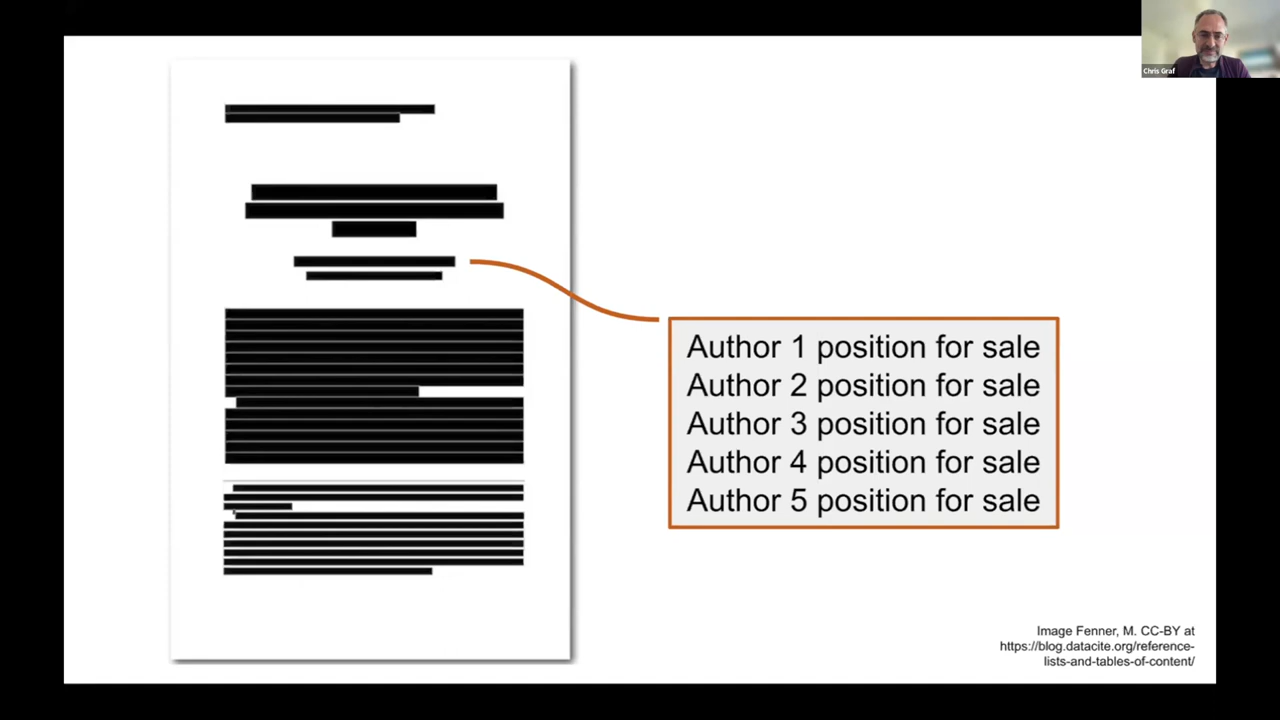 Chris Graf
Author 1 position for sale
Author 2 position for sale
Author 3 position for sale
Author 4 position for sale
Author 5 position for sale
Image Fenner, M. CC-BY at
https://blog.datacite.org/reference-
lists-and-tables-of-content/